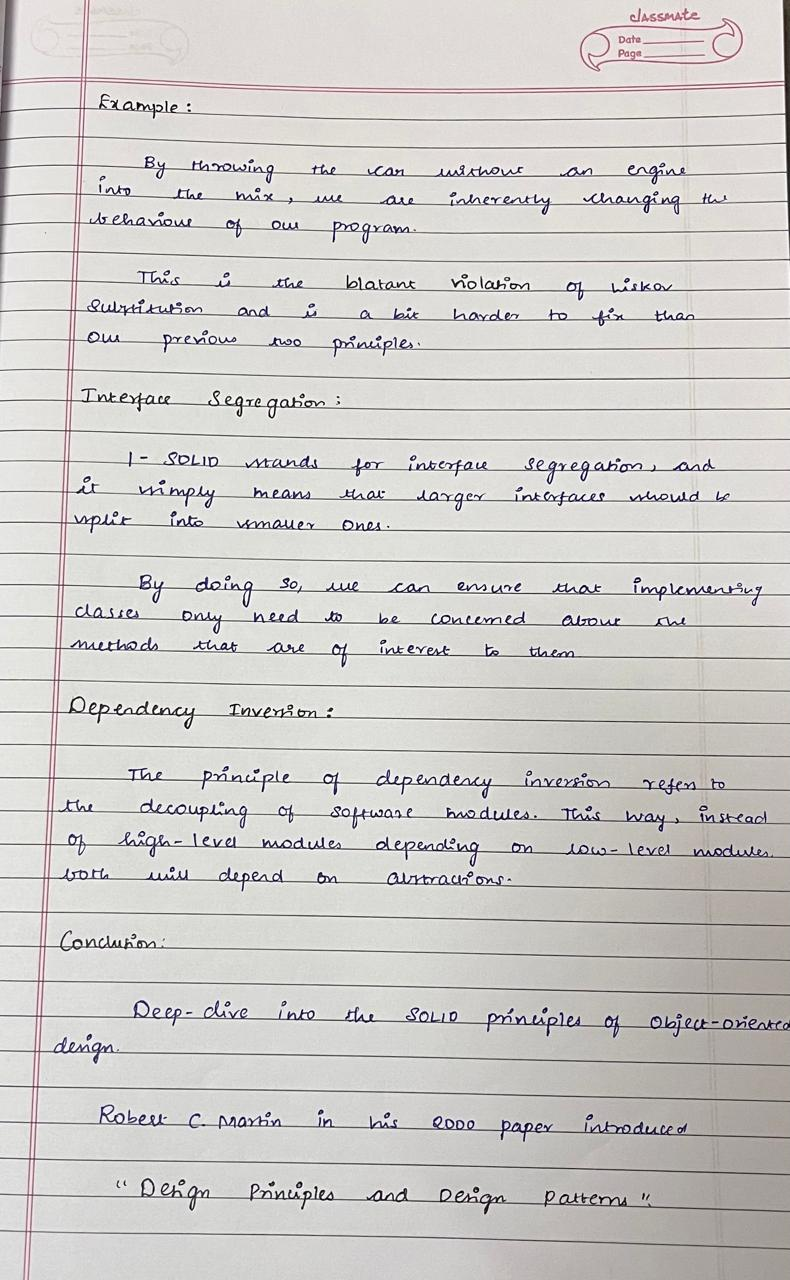 classmate
Date
Page
Example :
By throwing the car without an engine
into the mix, we are inherently changing the
behaviour of our program.
This is the blatant violation of Liskov
Substitution and is a bit harder to fix than
our previous two principles.
Interface Segregation :
I - SOLID stands for interface segregation, and
it simply means that larger interfaces should be
split into smaller ones.
By doing so, we can ensure that implementing
classes only need to be concerned about the
methods that are of interest to them
Dependency Inversion :
The principle of dependency inversion refers to
the decoupling of software modules. This way, instead
of high-level modules depending on low-level modules,
both will depend on abstractions.
Conclusion:
Deep-dive into the SOLID principles of Object-oriented
design.
Robert C. Martin in his 2000 paper introduced
"Design Principles and Design Patterns".